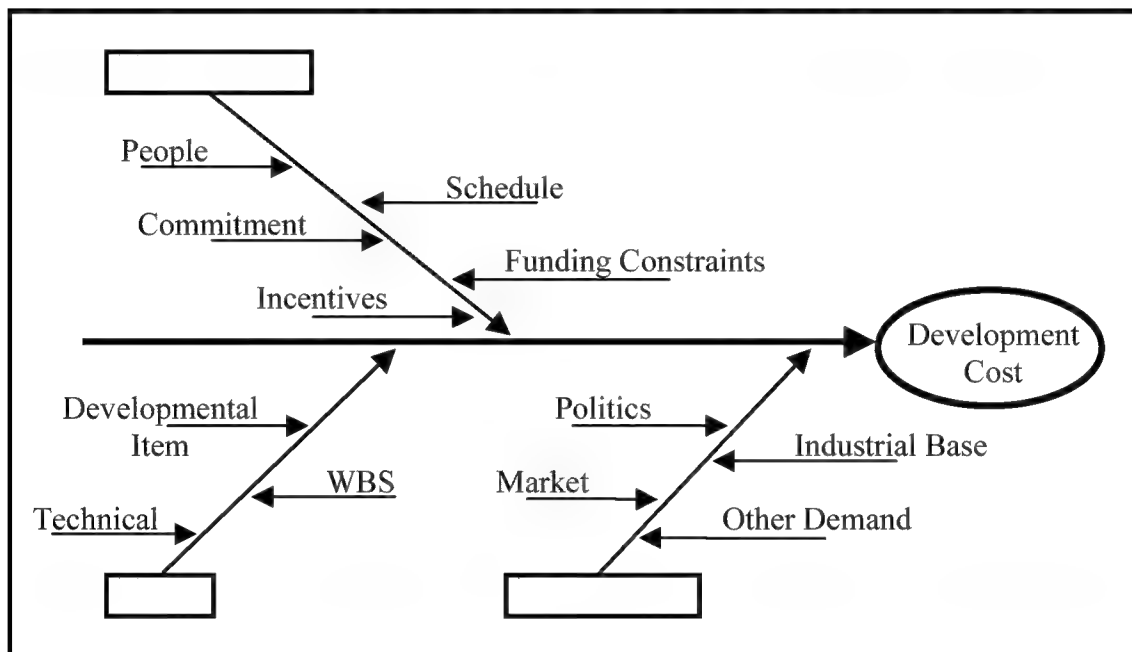 People
Schedule
Commitment
Funding Constraints
Incentives
Development
Cost
Developmental
Item
WBS
Technical
Politics
Industrial Base
Market
Other Demand